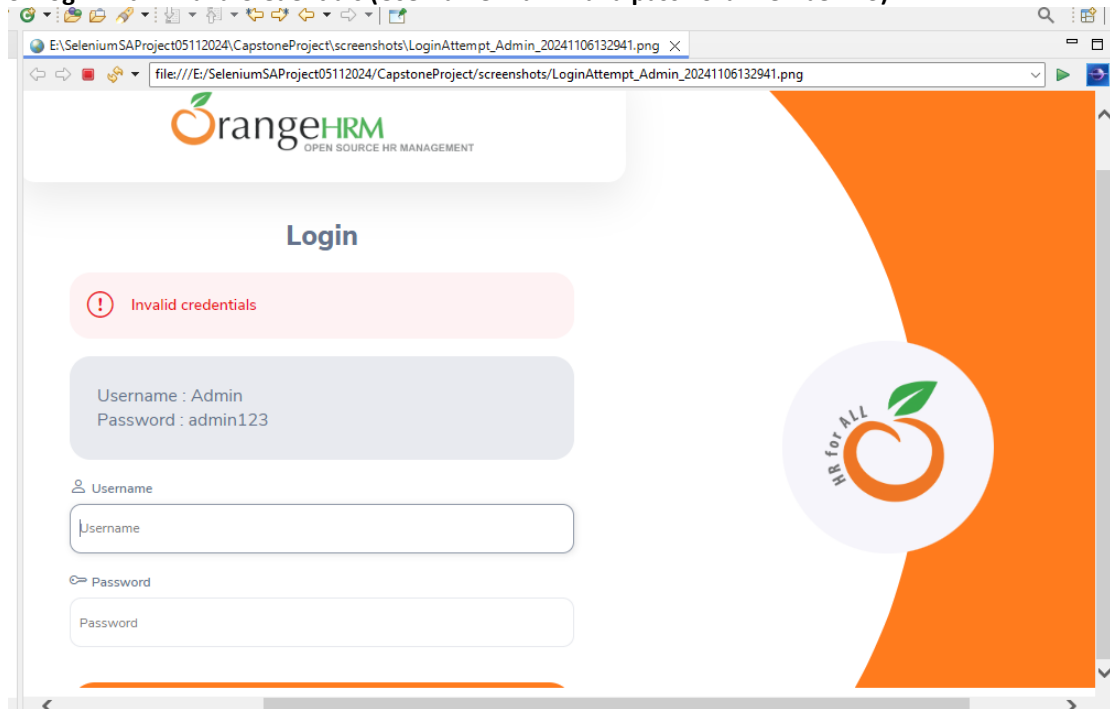 E:\SeleniumSAProject05112024\CapstoneProject\screenshots\LoginAttempt_Admin_20241106132941.png
file:///E:/SeleniumSAProject05112024/CapstoneProject/screenshots/LoginAttempt_Admin_20241106132941.png
OrangeHRM
OPEN SOURCE HR MANAGEMENT
Login
Invalid credentials
Username : Admin
Password : admin123
HR for ALL
Username
Username
Password
Password